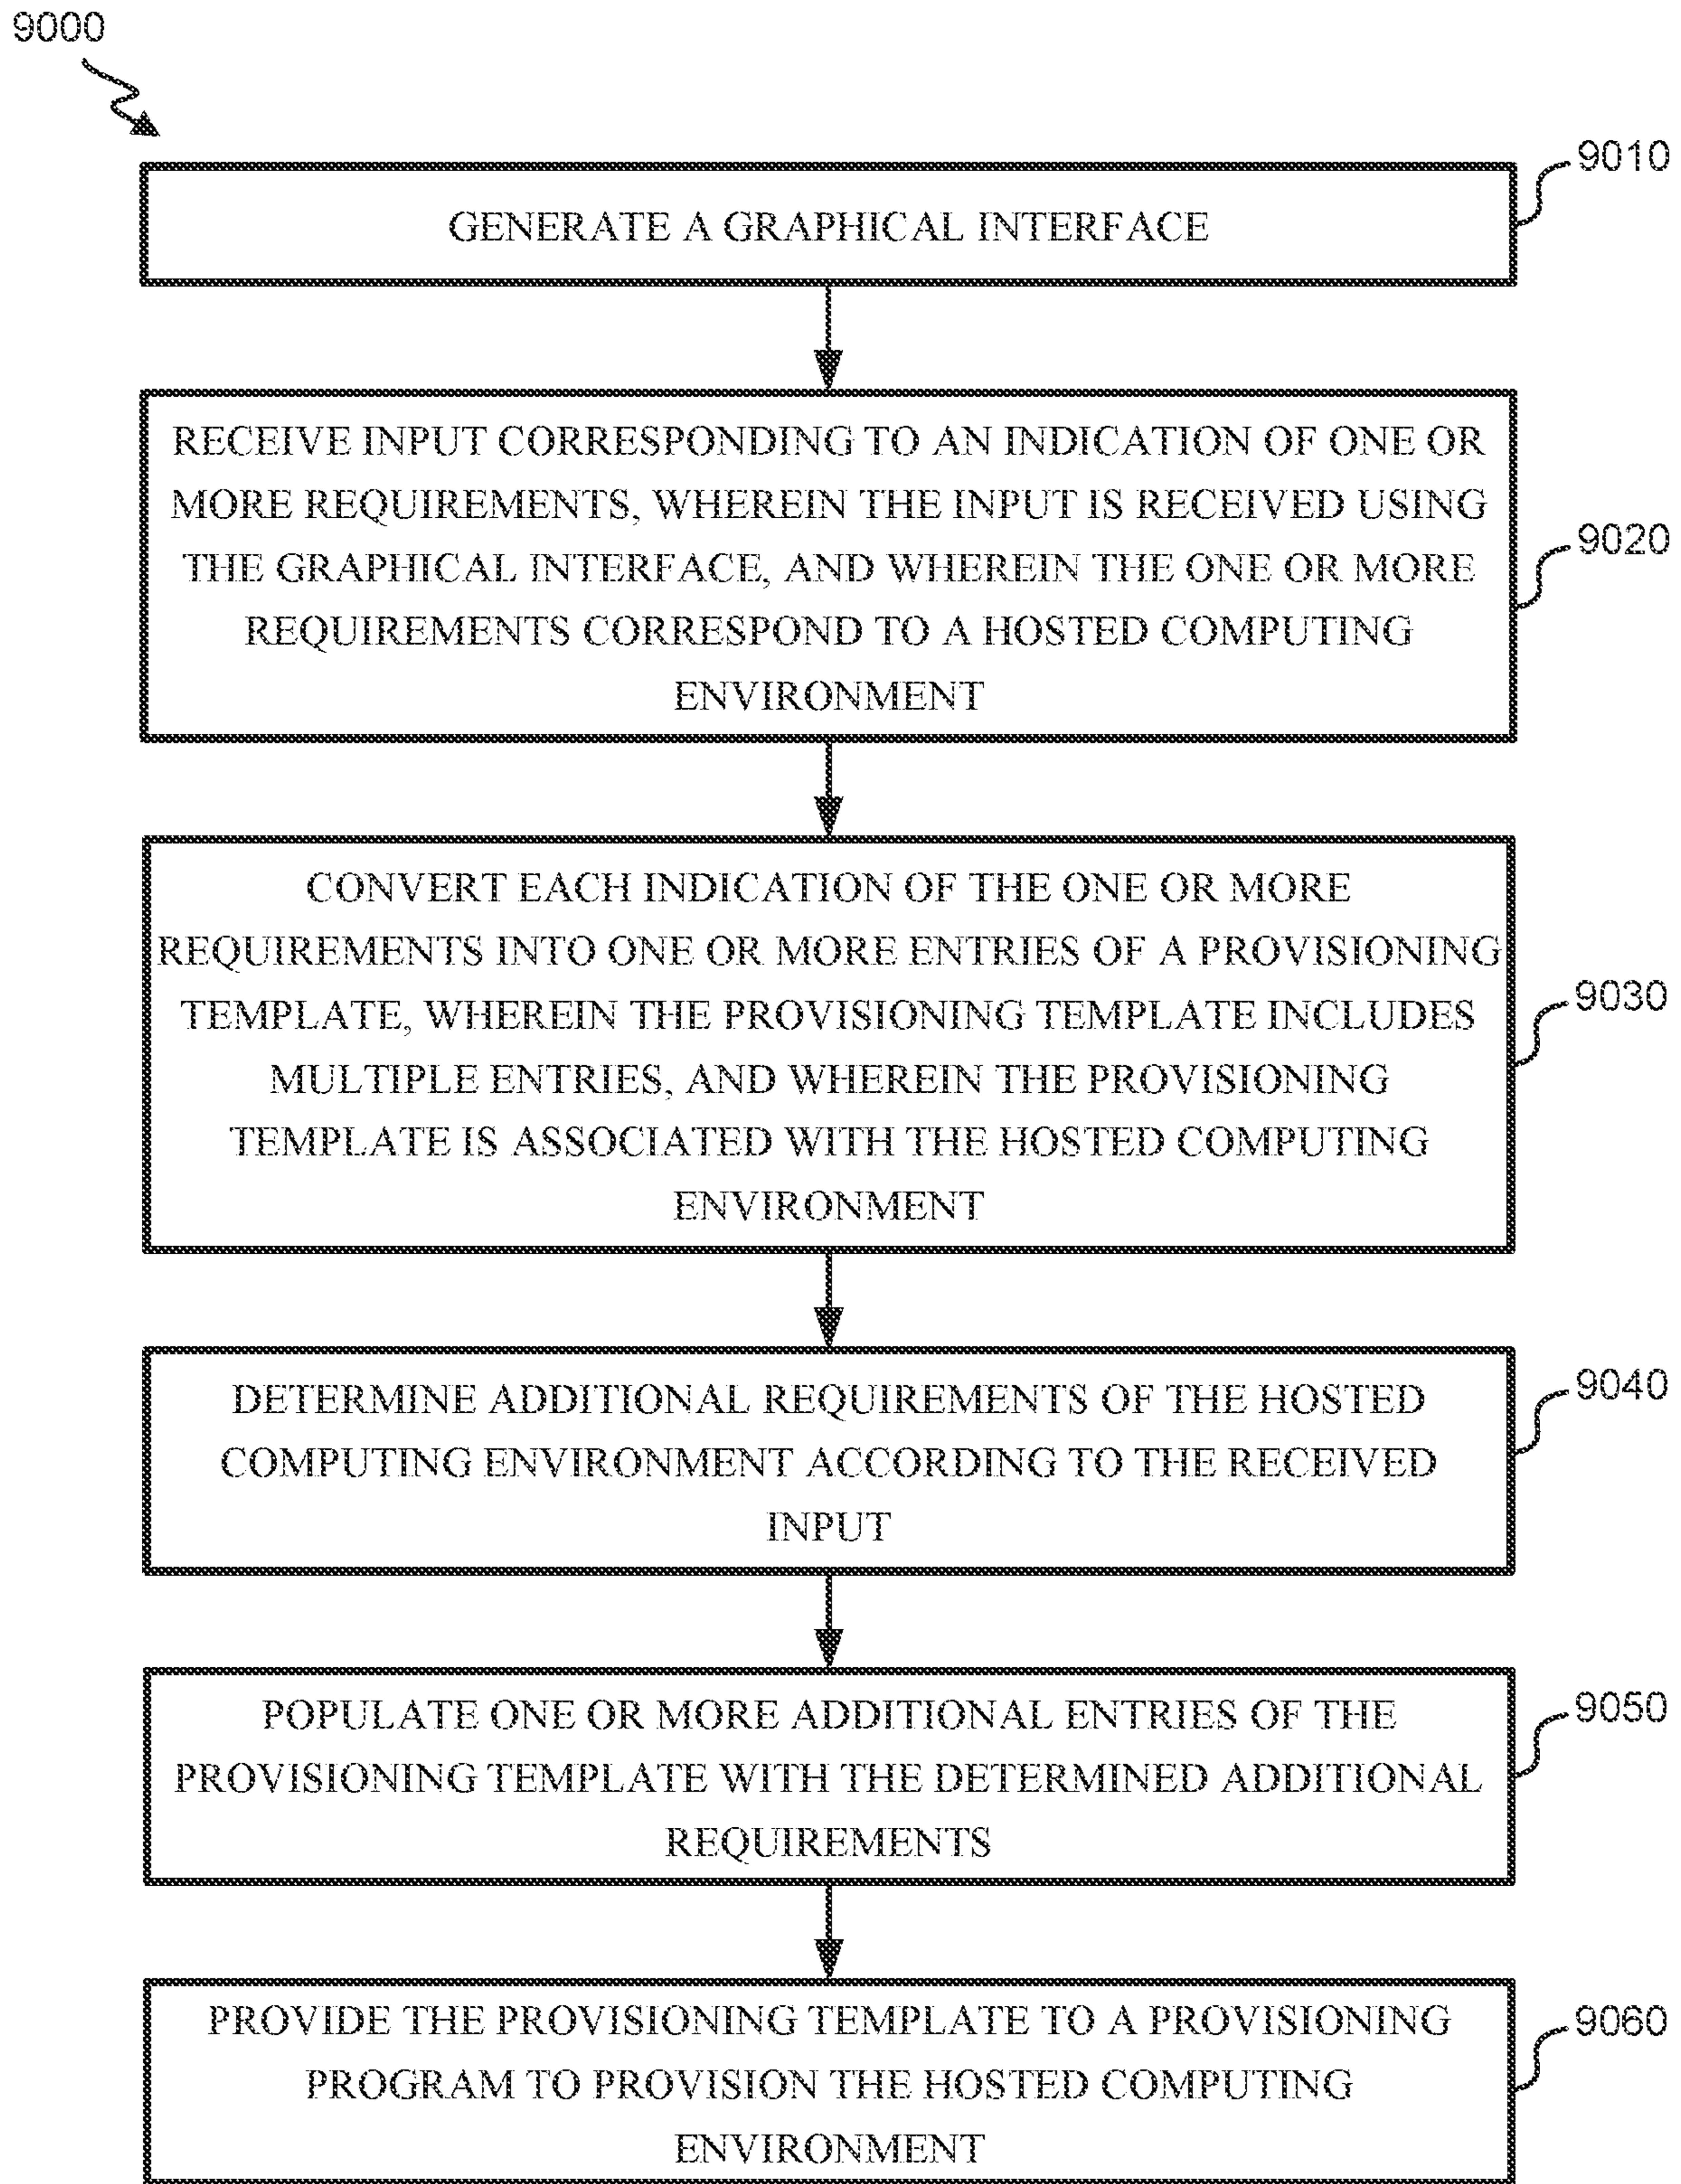 9000
9010
GENERATE A GRAPHICAL INTERFACE
RECEIVE INPUT CORRESPONDING TO AN INDICATION OF ONE OR
MORE REQUIREMENTS, WHEREIN THE INPUT IS RECEIVED USING
THE GRAPHICAL INTERFACE, AND WHEREIN THE ONE OR MORE
REQUIREMENTS CORRESPOND TO A HOSTED COMPUTING
ENVIRONMENT
9020
CONVERT EACH INDICATION OF THE ONE OR MORE
REQUIREMENTS INTO ONE OR MORE ENTRIES OF A PROVISIONING
TEMPLATE, WHEREIN THE PROVISIONING TEMPLATE INCLUDES
MULTIPLE ENTRIES, AND WHEREIN THE PROVISIONING
TEMPLATE IS ASSOCIATED WITH THE HOSTED COMPUTING
ENVIRONMENT
9030
DETERMINE ADDITIONAL REQUIREMENTS OF THE HOSTED
COMPUTING ENVIRONMENT ACCORDING TO THE RECEIVED
INPUT
9040
POPULATE ONE OR MORE ADDITIONAL ENTRIES OF THE
PROVISIONING TEMPLATE WITH THE DETERMINED ADDITIONAL
REQUIREMENTS
9050
PROVIDE THE PROVISIONING TEMPLATE TO A PROVISIONING
PROGRAM TO PROVISION THE HOSTED COMPUTING
ENVIRONMENT
9060